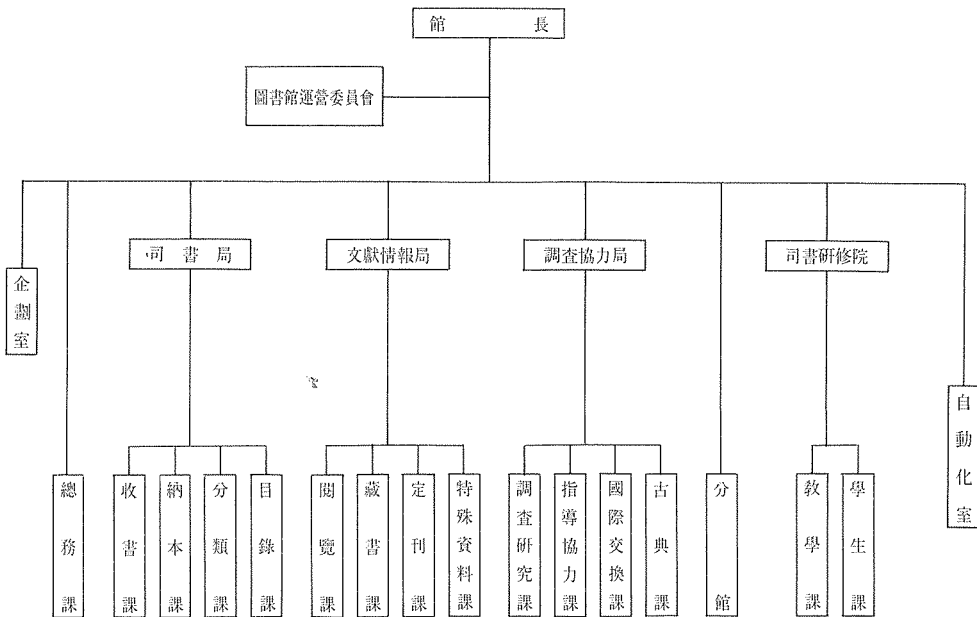 館長
圖書館運營委員會
司書局
文獻情報局
調査協力局
司書研修院
企劃室
自動化室
總務課
收書課
納本課
分類課
目錄課
閱覽課
藏書課
定刊課
特殊資料課
調査硏究課
指導協力課
國際交換課
古典課
分館
敎學課
學生課